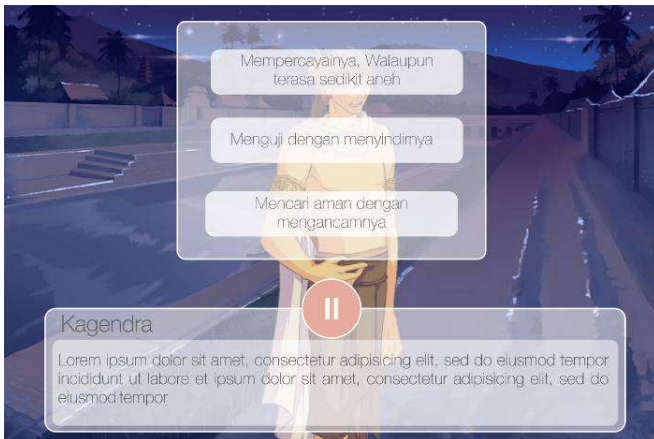 Mempercayainya, Walaupun
terasa sedikit aneh
Menguji dengan menyindirnya
Mencari aman dengan
mengancamnya
Kagendra
Lorem ipsum dolor sit amet, consectetur adipisicing elit, sed do eiusmod tempor
incididunt ut labore et ipsum dolor sit amet, consectetur adipisicing elit, sed do
eiusmod tempor